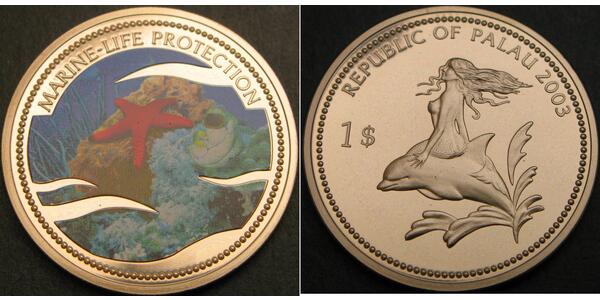 MARINE-LIFE PROTECTION
REPUBLIC OF PALAU 2003
1$